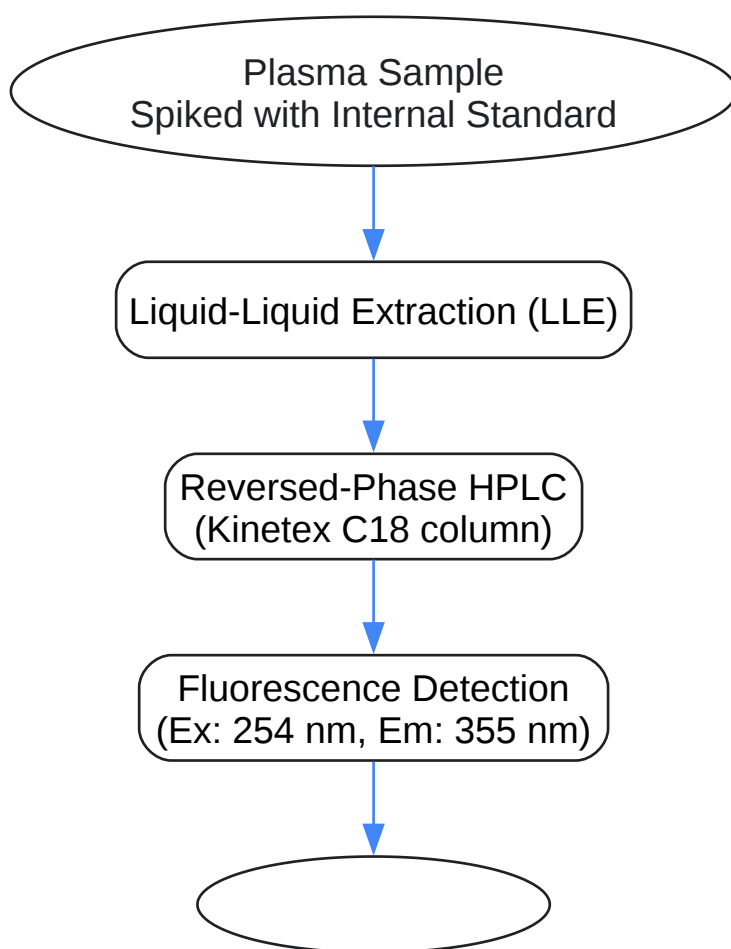 Plasma Sample
Spiked with Internal Standard
Liquid-Liquid Extraction (LLE)
Reversed-Phase HPLC
(Kinetex C18 column)
Fluorescence Detection
(Ex: 254 nm, Em: 355 nm)